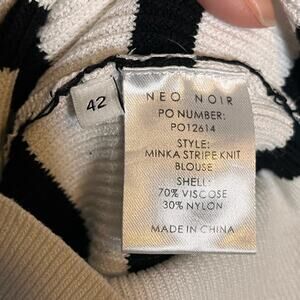 42
NEO NOIR
PO NUMBER:
PO12614
STYLE:
MINKA STRIPE KNIT
BLOUSE
SHELL:
70% VISCOSE
30% NYLON
MADE IN CHINA